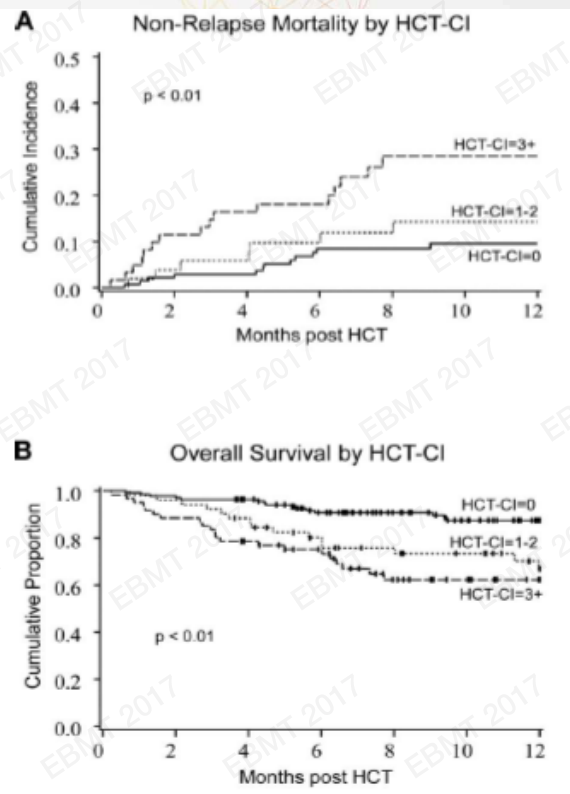 A
Non-Relapse Mortality by HCT-CI
Cumulative Incidence
0.5
0.4
0.3
0.2
0.1
0.0
p < 0.01
HCT-CI=3+
HCT-CI=1-2
HCT-CI=0
0 2 4 6 8 10 12
Months post HCT
B
Overall Survival by HCT-CI
Cumulative Proportion
1.0
0.8
0.6
0.4
0.2
0.0
HCT-CI=0
HCT-CI=1-2
HCT-CI=3+
p < 0.01
0 2 4 6 8 10 12
Months post HCT
EBMT 2017